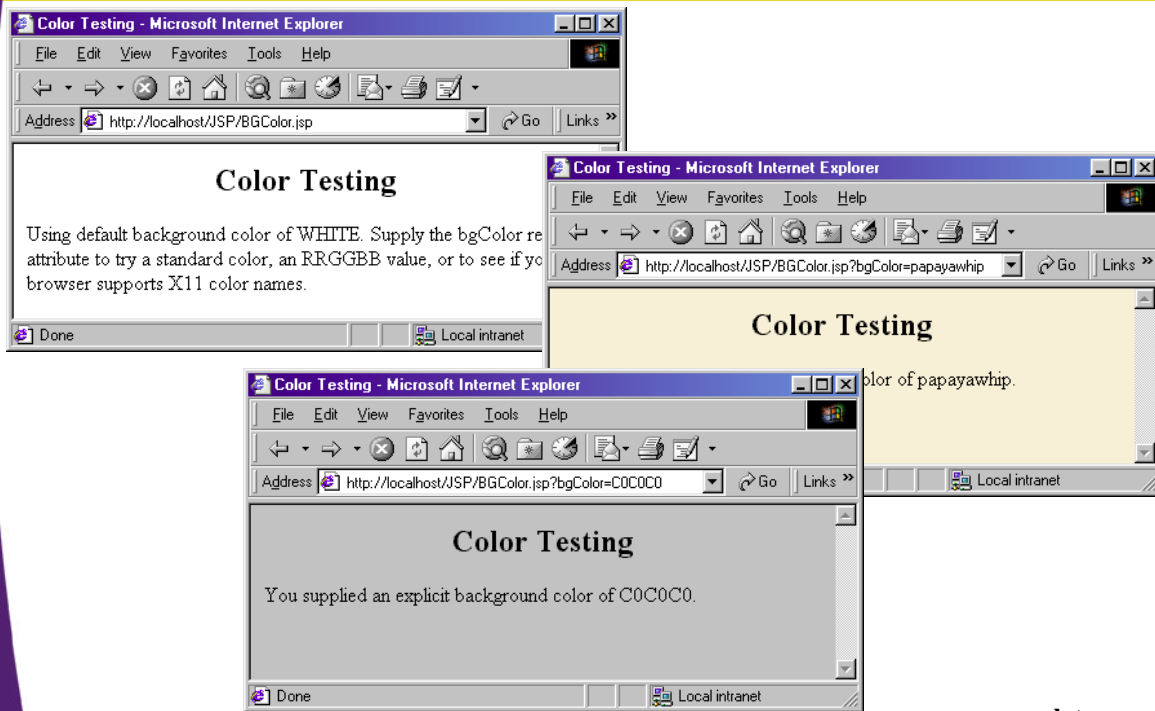 Color Testing - Microsoft Internet Explorer
File Edit View Favorites Tools Help
Address http://localhost/JSP/BGColor.jsp Go Links »
Color Testing
Using default background color of WHITE. Supply the bgColor re
attribute to try a standard color, an RRGGBB value, or to see if yo
browser supports X11 color names.
Done Local intranet
Color Testing - Microsoft Internet Explorer
File Edit View Favorites Tools Help
Address http://localhost/JSP/BGColor.jsp?bgColor=papayawhip Go Links »
Color Testing
olor of papayawhip.
Local intranet
Color Testing - Microsoft Internet Explorer
File Edit View Favorites Tools Help
Address http://localhost/JSP/BGColor.jsp?bgColor=C0C0C0 Go Links »
Color Testing
You supplied an explicit background color of C0C0C0.
Done Local intranet